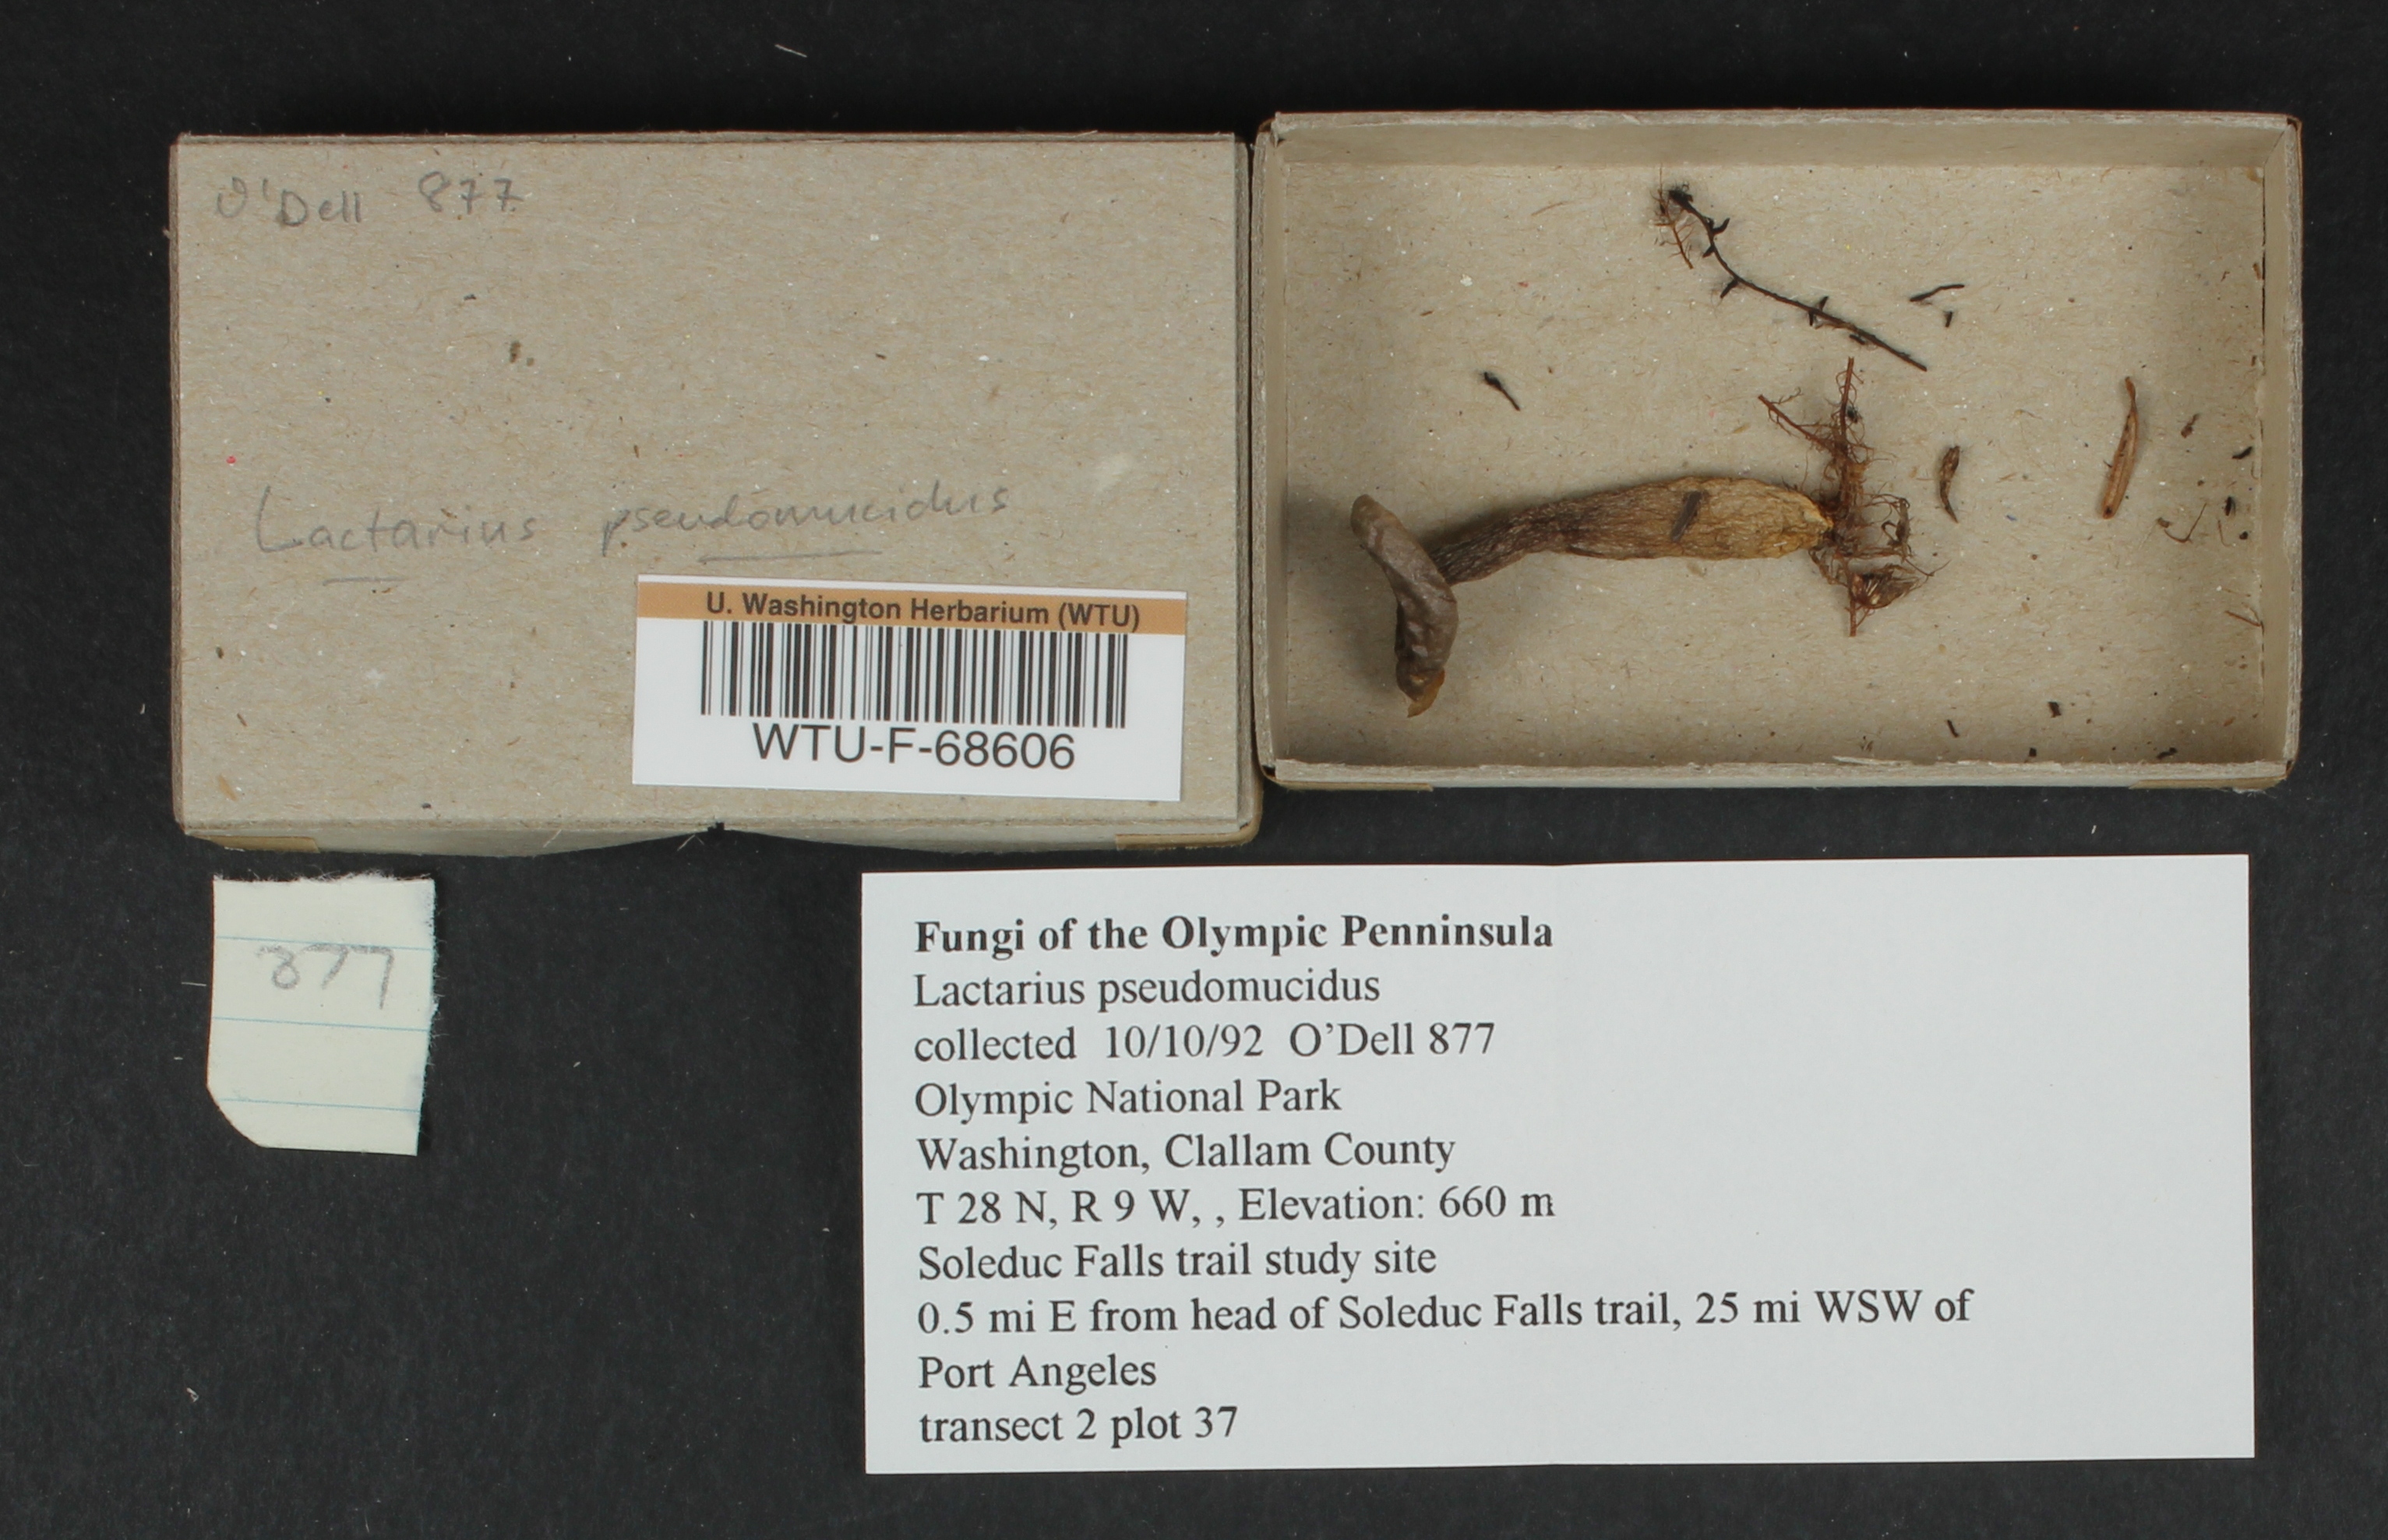 O'Dell 877
Lactarius pseudomucidus
U. Washington Herbarium (WTU)
WTU-F-68606
877
Fungi of the Olympic Penninsula
Lactarius pseudomucidus
collected 10/10/92 O'Dell 877
Olympic National Park
Washington, Clallam County
T 28 N, R 9 W, , Elevation: 660 m
Soleduc Falls trail study site
0.5 mi E from head of Soleduc Falls trail, 25 mi WSW of
Port Angeles
transect 2 plot 37